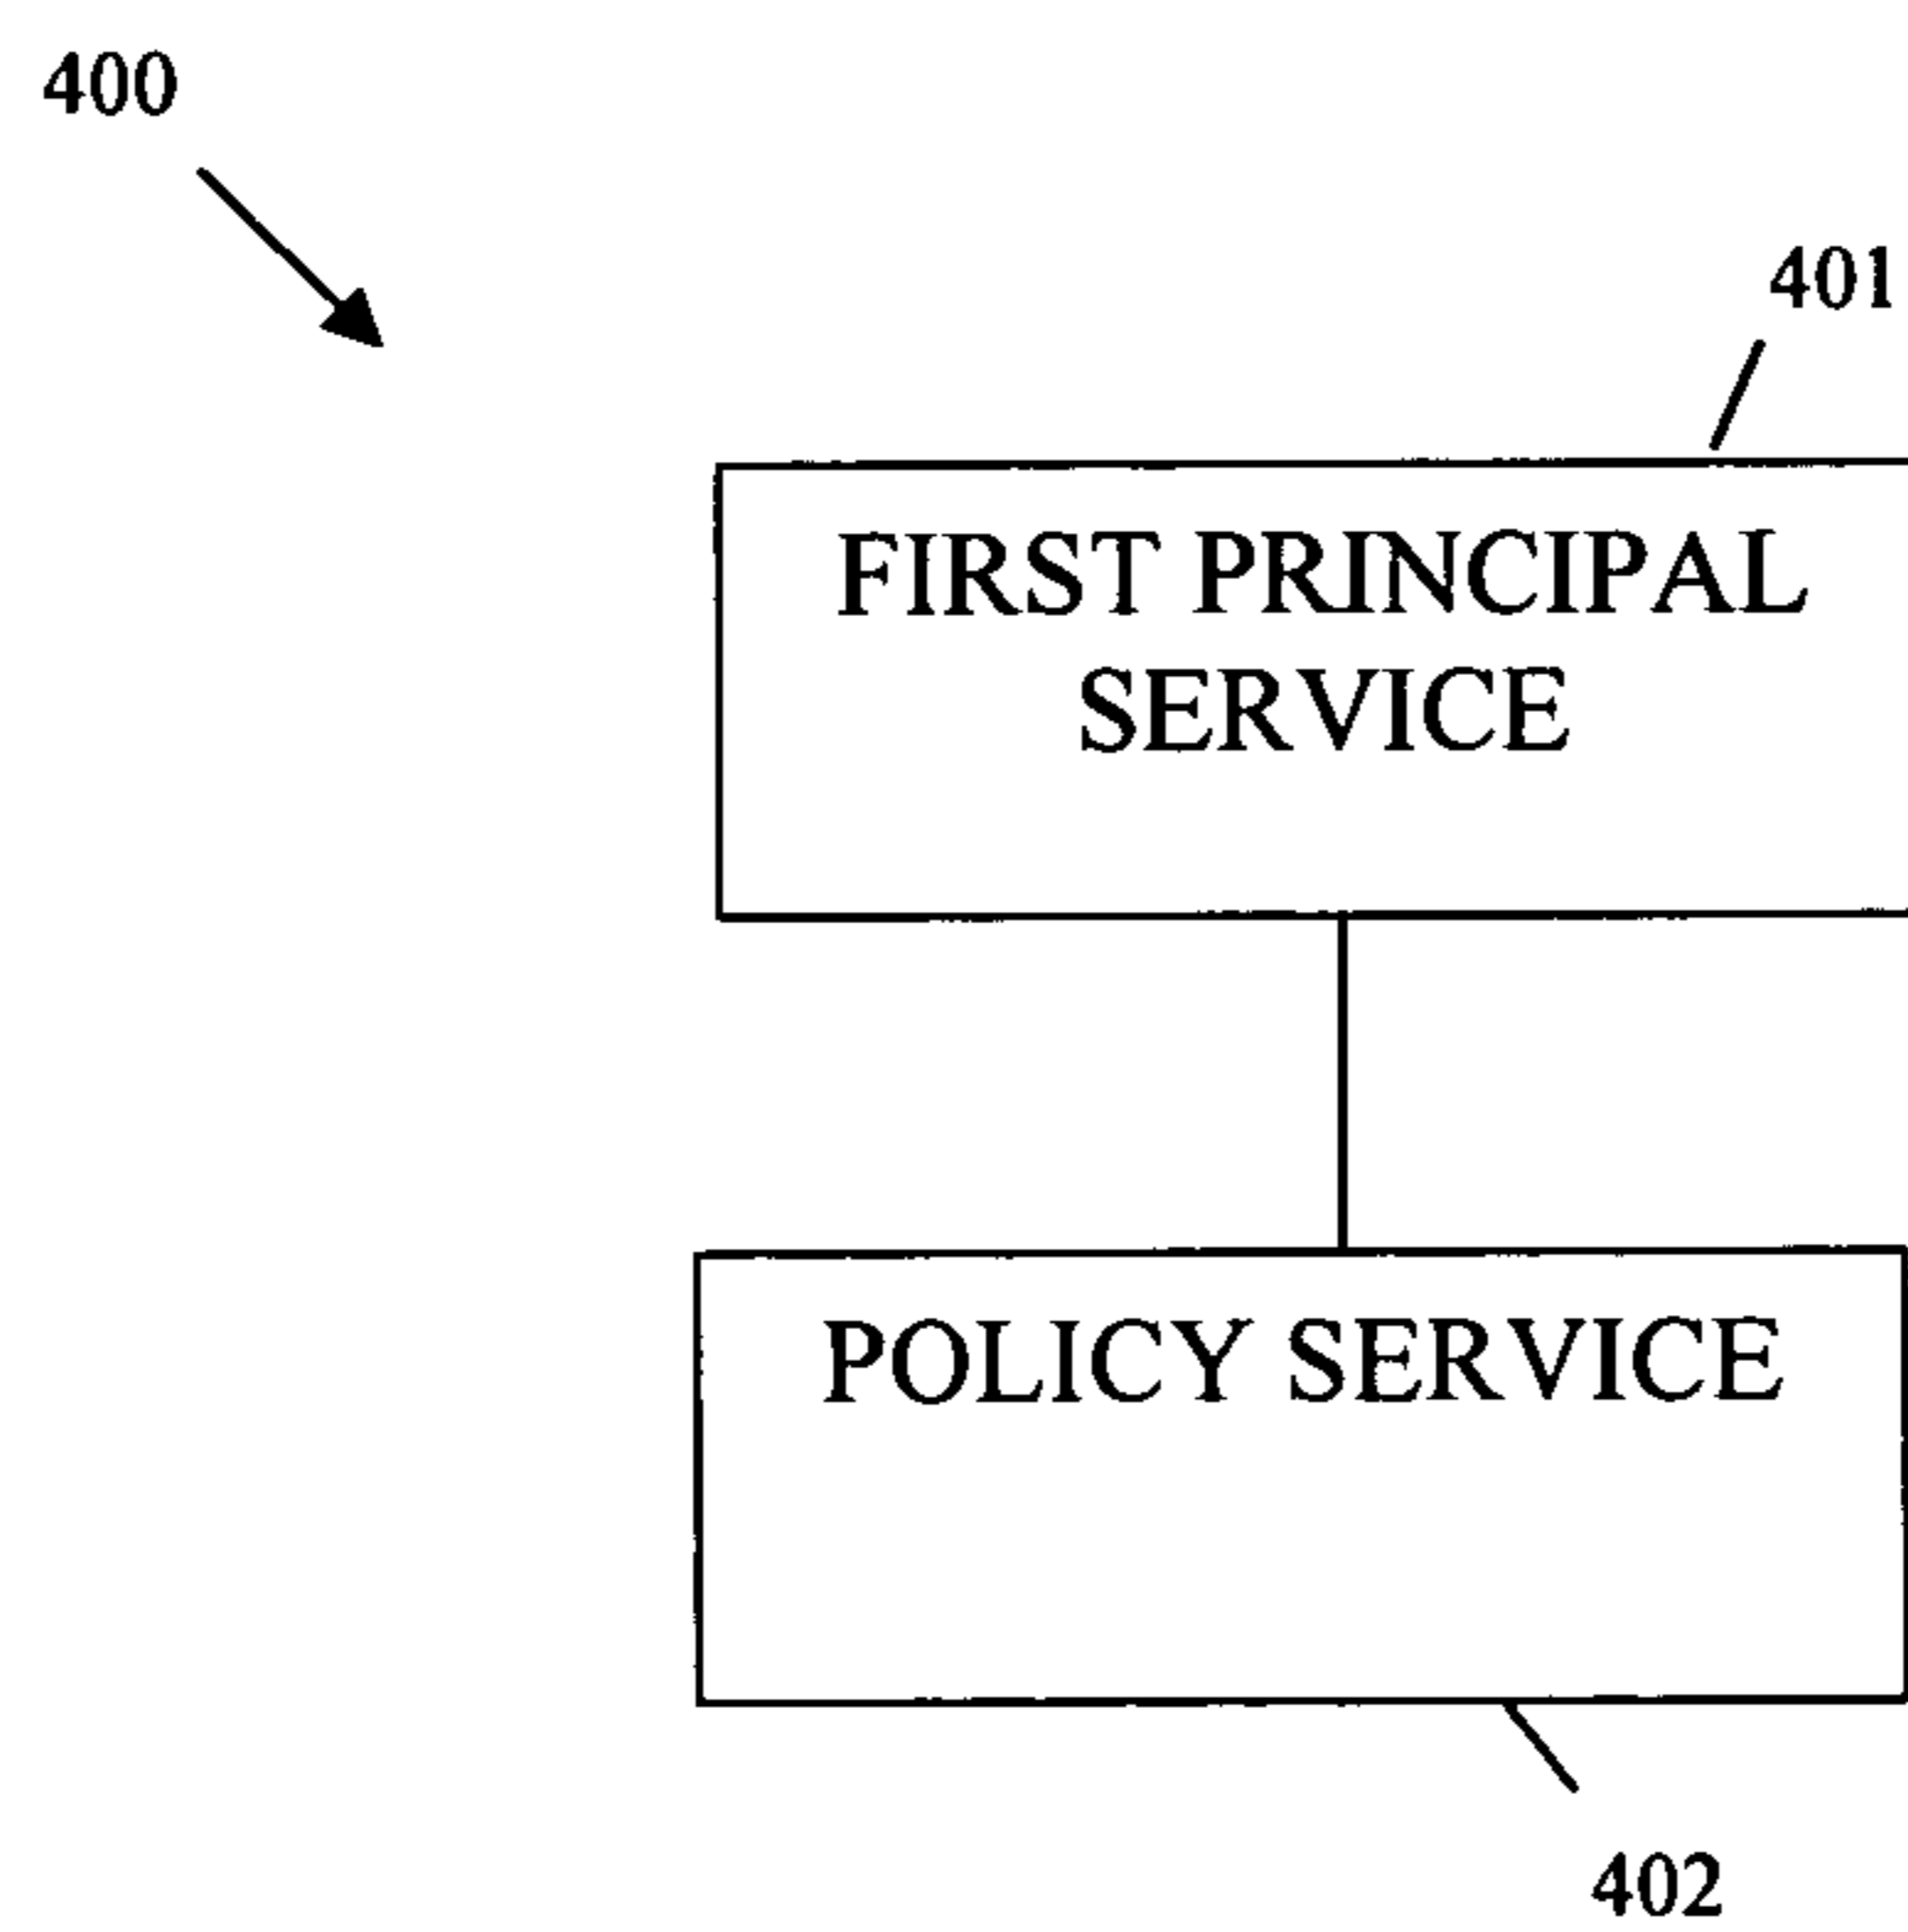 400
401
FIRST PRINCIPAL
SERVICE
POLICY SERVICE
402